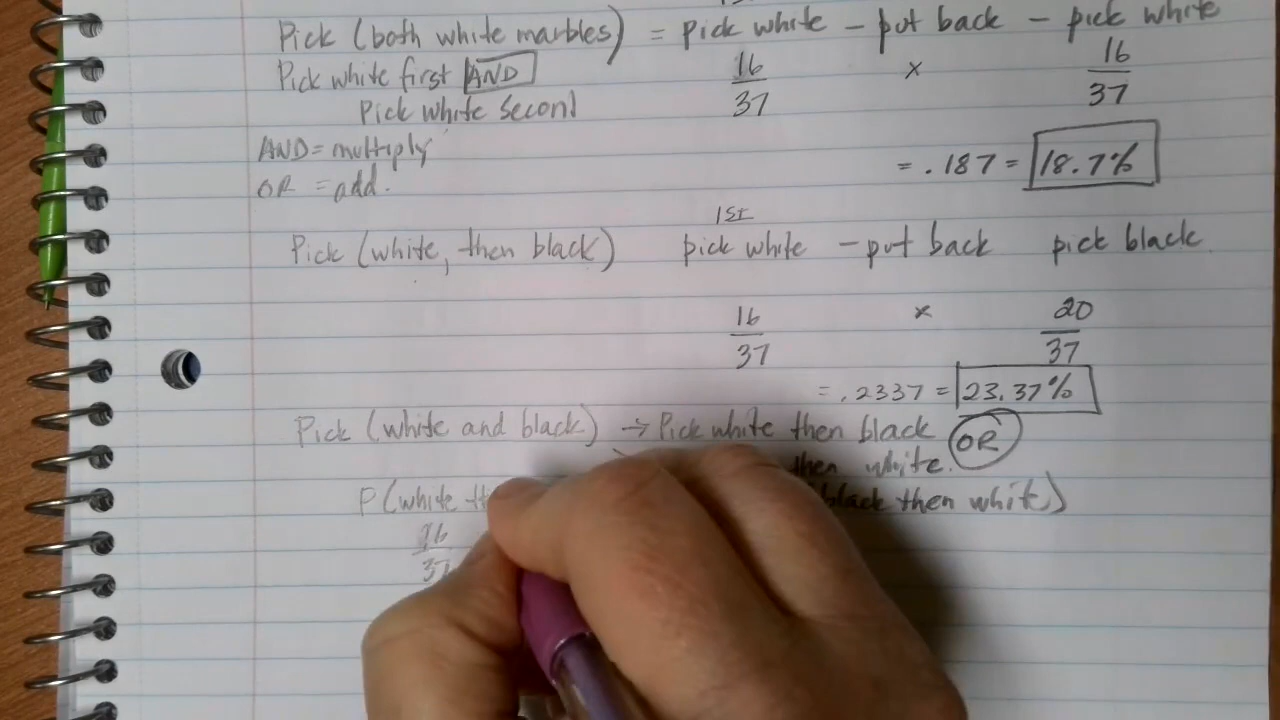 Pick (both white marbles) = pick white - put back - pick white
Pick white first AND 16/37 x 16/37
Pick white second
AND = multiply
OR = add.
= .187 = 18.7%
1st
Pick (white, then black) pick white - put back pick black
16/37 x 20/37
= .2337 = 23.37%
Pick (white and black) → Pick white then black OR
then white.
P(white black then white)
16/37